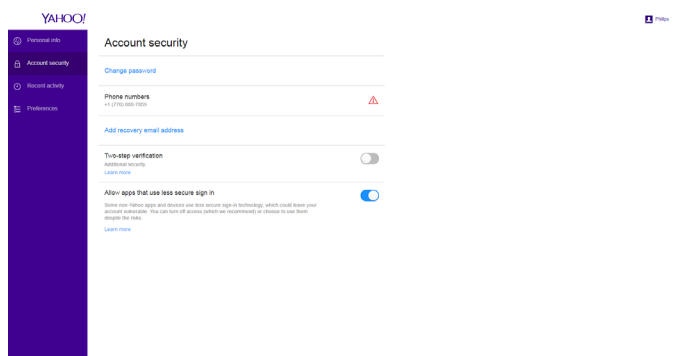 YAHOO!
Philips
Personal info
Account security
Recent activity
Preferences
Account security
Change password
Phone numbers
+1 (770)
Add recovery email address
Two-step verification
Additional security.
Learn more
Allow apps that use less secure sign in
Some non-Yahoo apps and devices use less secure sign-in technology, which could leave your
account vulnerable. You can turn off access (which we recommend) or choose to use them
despite the risks.
Learn more